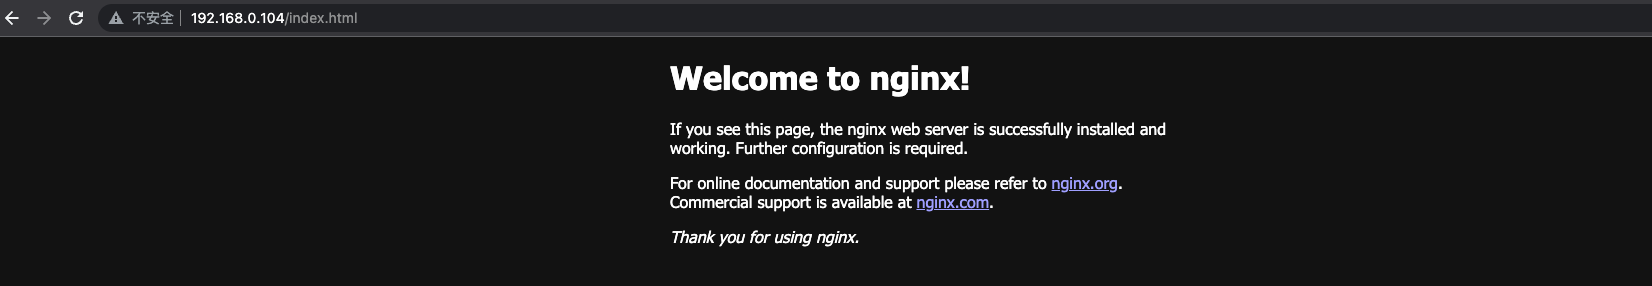 不安全 192.168.0.104/index.html
Welcome to nginx!
If you see this page, the nginx web server is successfully installed and
working. Further configuration is required.
For online documentation and support please refer to nginx.org.
Commercial support is available at nginx.com.
Thank you for using nginx.